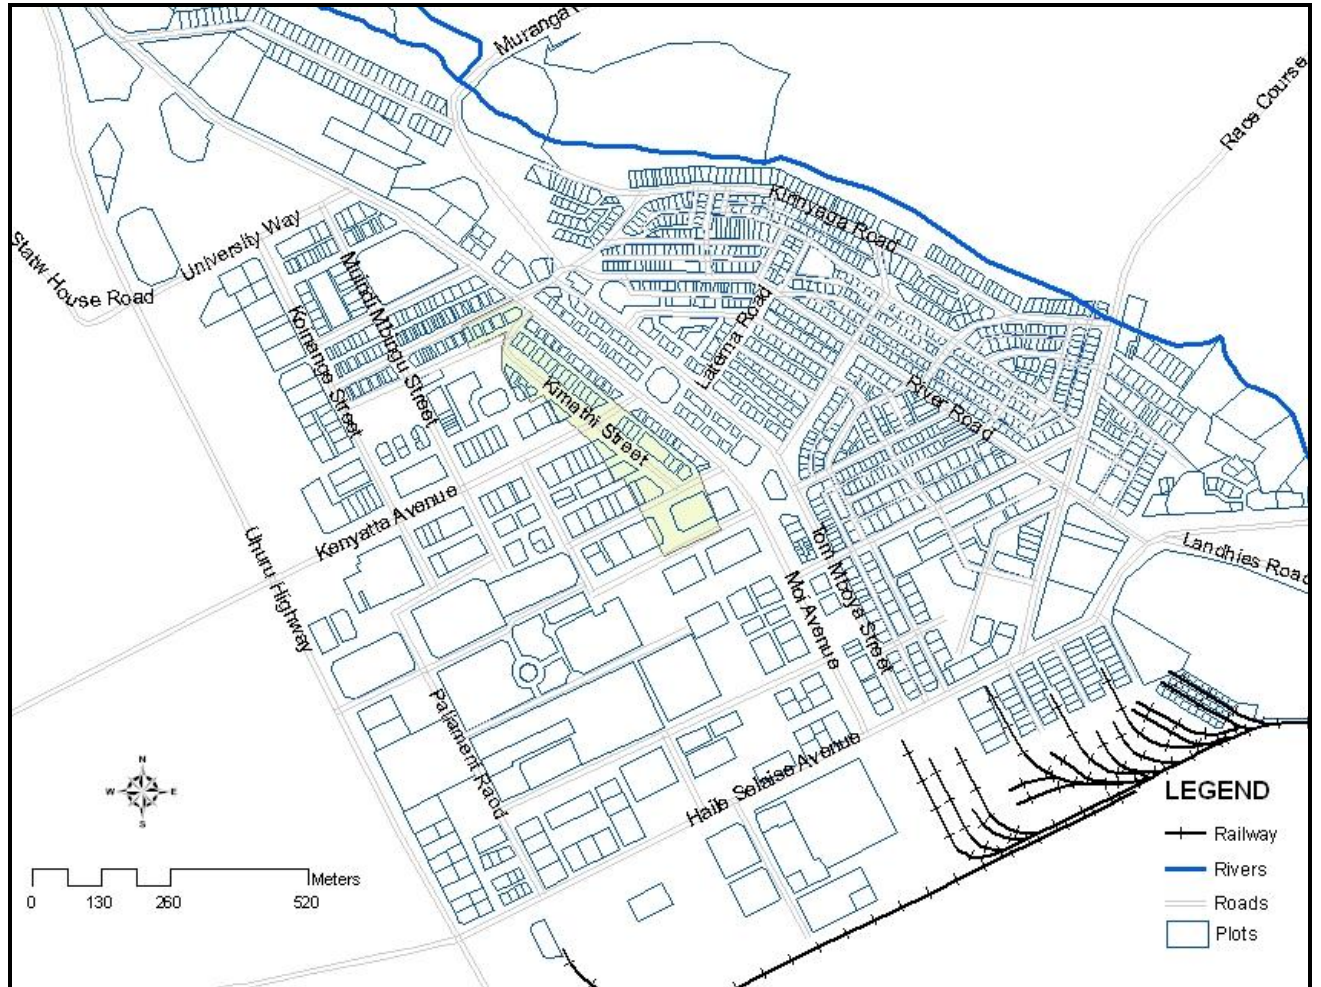 Muranga
Race Course
Kirinyaga Road
University Way
Statw House Road
Muindi Mbingu Street
Koinange Street
Laterna Road
River Road
Kimathi Street
Kenyatta Avenue
Uhuru Highway
Landhies Road
Tom Mboya Street
Moi Avenue
Paliament Raod
Haile Selaise Avenue
N
W
E
S
LEGEND
Railway
Rivers
Roads
Plots
Meters
0 130 260 520